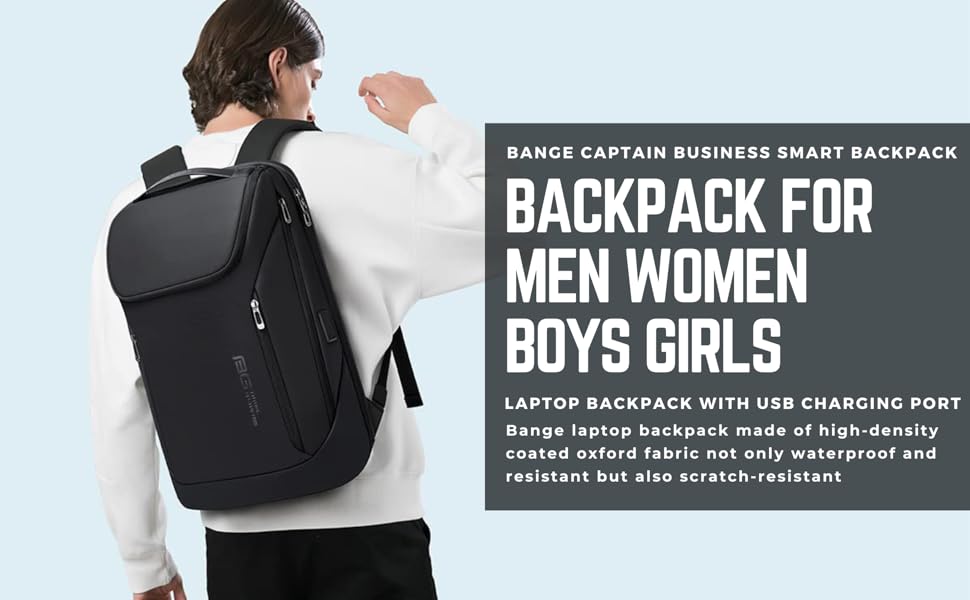 BANGE CAPTAIN BUSINESS SMART BACKPACK
BACKPACK FOR
MEN WOMEN
BOYS GIRLS
LAPTOP BACKPACK WITH USB CHARGING PORT
Bange laptop backpack made of high-density
coated oxford fabric not only waterproof and
resistant but also scratch-resistant
BG